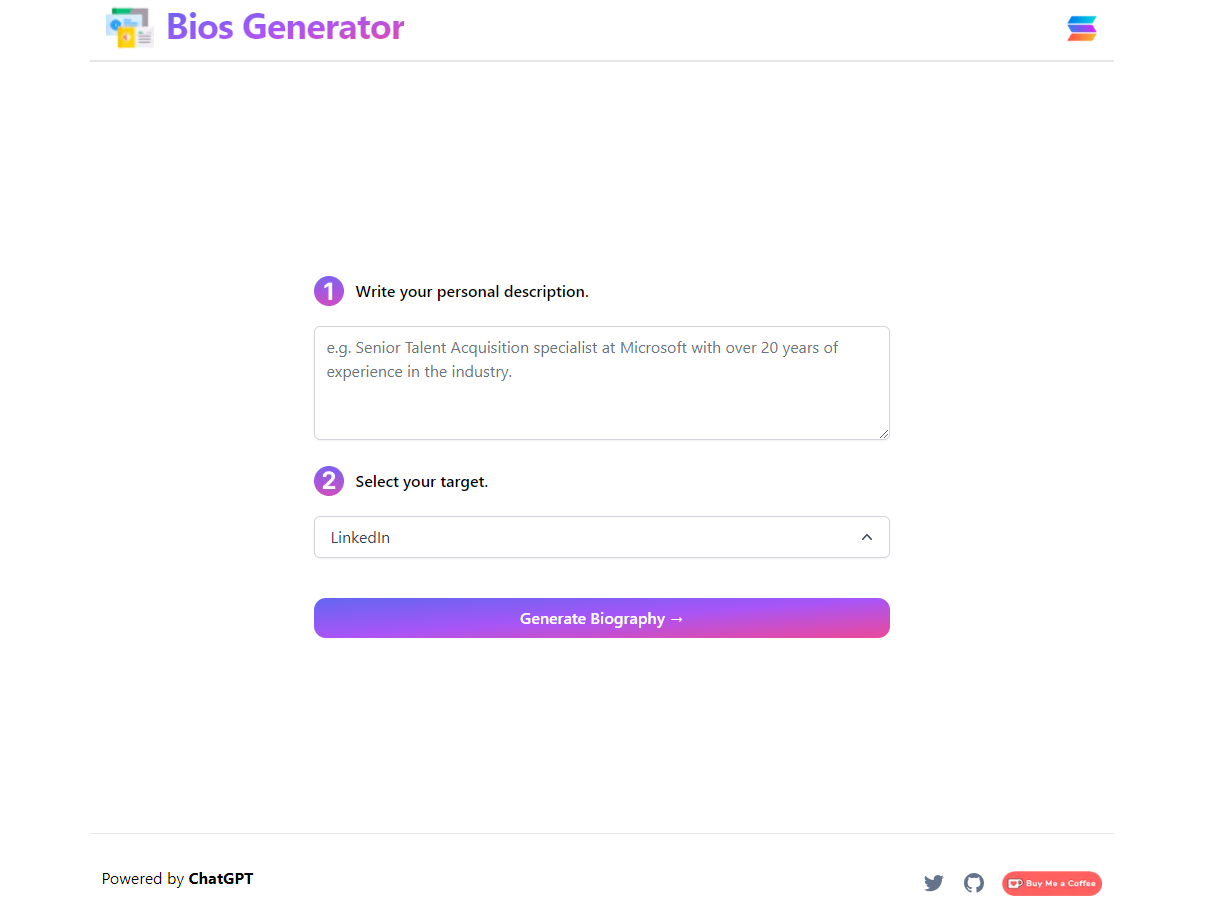 Bios Generator
1 Write your personal description.
e.g. Senior Talent Acquisition specialist at Microsoft with over 20 years of
experience in the industry.
2 Select your target.
LinkedIn
Generate Biography →
Powered by ChatGPT
Buy Me a Coffee